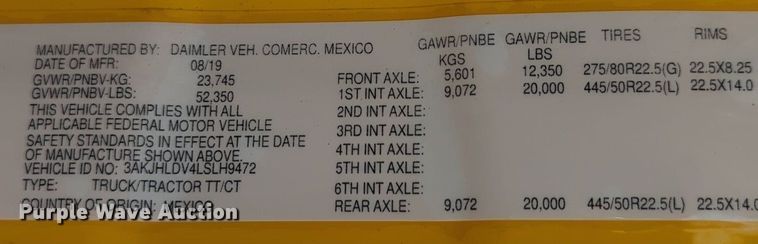 MANUFACTURED BY: DAIMLER VEH. COMERC. MEXICO
DATE OF MFR: 08/19
GVWR/PNBV-KG: 23,745
GVWR/PNBV-LBS: 52,350
THIS VEHICLE COMPLIES WITH ALL
APPLICABLE FEDERAL MOTOR VEHICLE
SAFETY STANDARDS IN EFFECT AT THE DATE
OF MANUFACTURE SHOWN ABOVE.
VEHICLE ID NO: 3AKJHLDV4LSLH9472
TYPE: TRUCK/TRACTOR TT/CT
COUNTRY OF ORIGIN: MEXICO
GAWR/PNBE GAWR/PNBE TIRES RIMS
KGS LBS
FRONT AXLE: 5,601 12,350 275/80R22.5(G) 22.5X8.25
1ST INT AXLE: 9,072 20,000 445/50R22.5(L) 22.5X14.0
2ND INT AXLE:
3RD INT AXLE:
4TH INT AXLE:
5TH INT AXLE:
6TH INT AXLE:
REAR AXLE: 9,072 20,000 445/50R22.5(L) 22.5X14.0
Purple Wave Auction